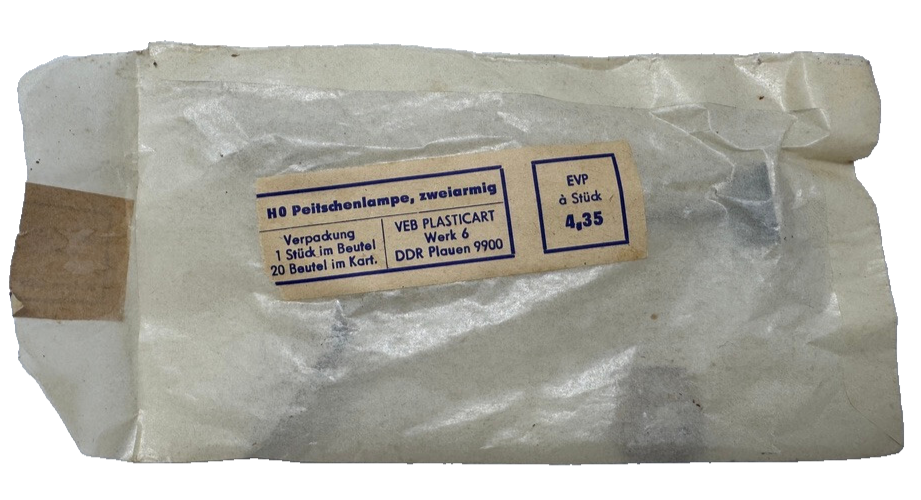 H0 Peitschenlampe, zweiarmig
Verpackung
1 Stück im Beutel
20 Beutel im Kart.
VEB PLASTICART
Werk 6
DDR Plauen 9900
EVP
à Stück
4,35